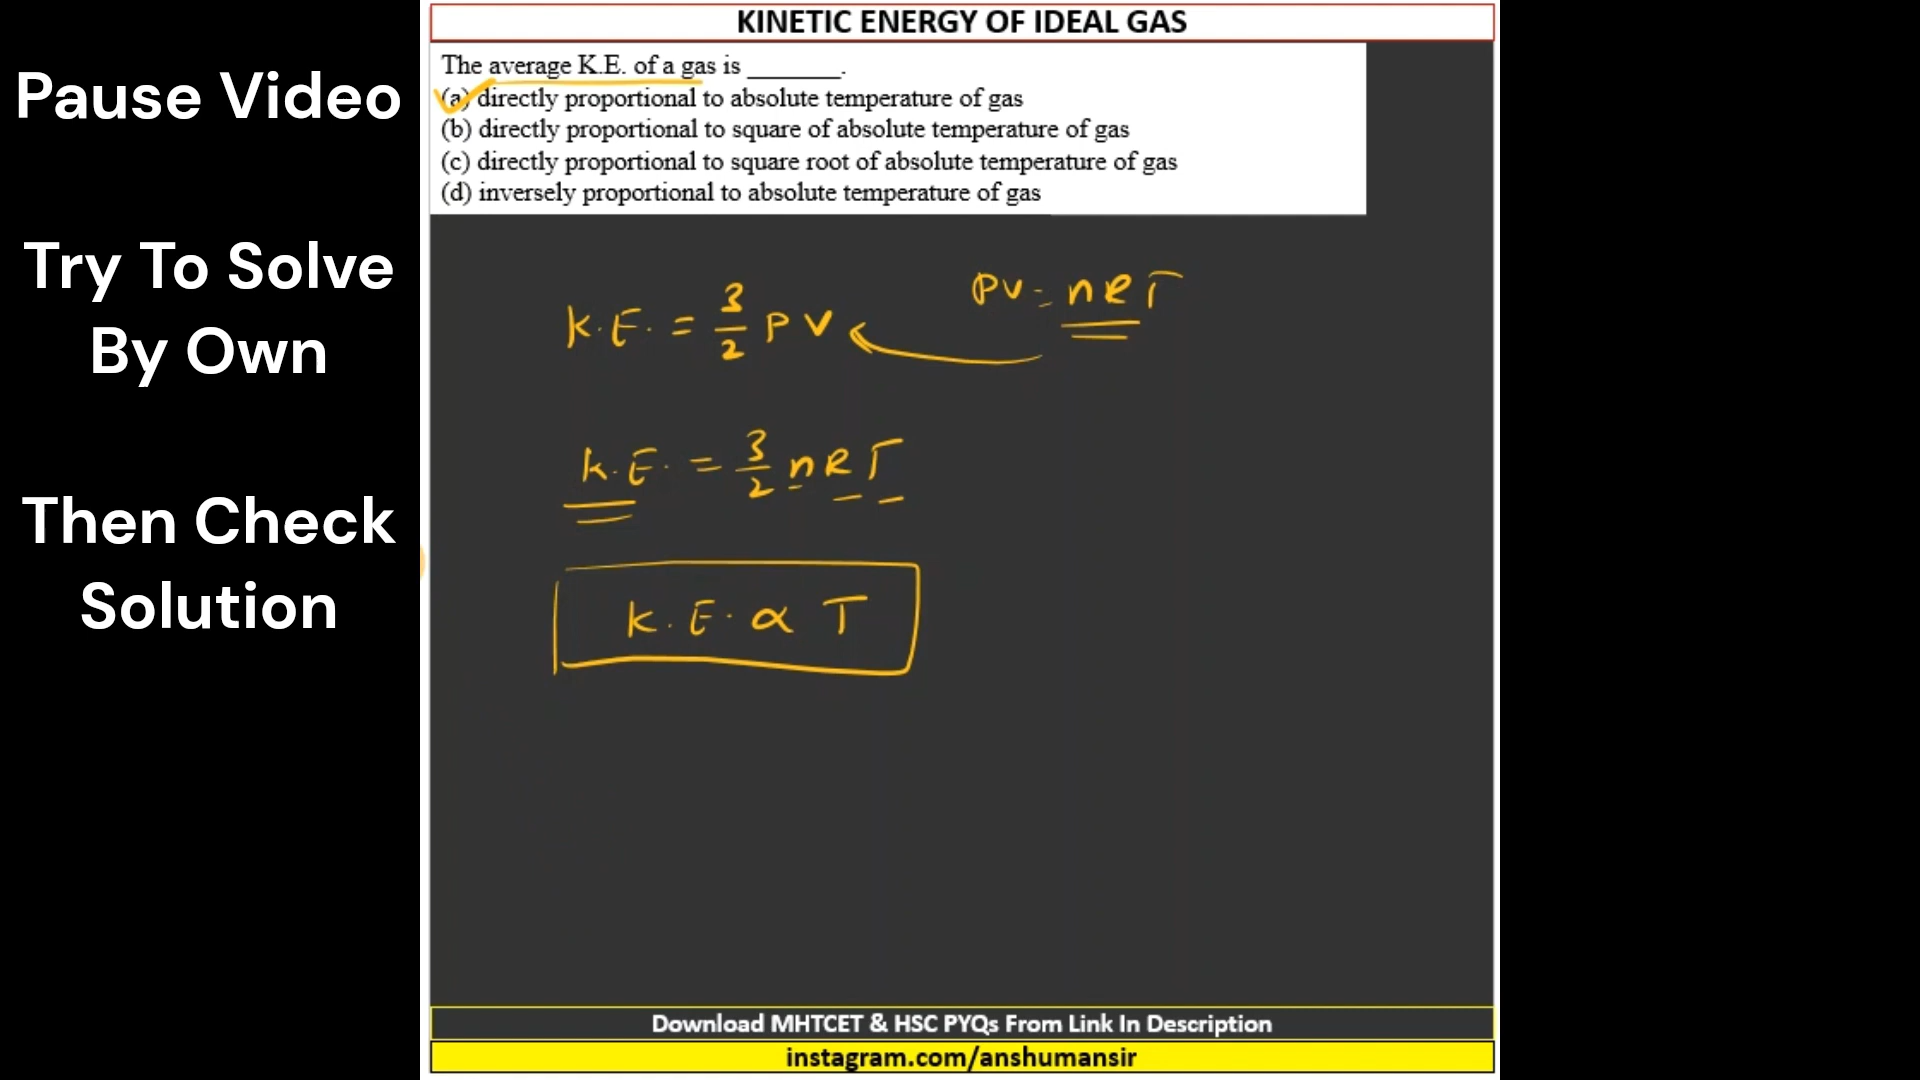 Pause Video
Try To Solve
By Own
Then Check
Solution
KINETIC ENERGY OF IDEAL GAS
The average K.E. of a gas is _______.
(a) directly proportional to absolute temperature of gas
(b) directly proportional to square of absolute temperature of gas
(c) directly proportional to square root of absolute temperature of gas
(d) inversely proportional to absolute temperature of gas
PV = nRT
K.E. = 3/2 PV
K.E. = 3/2 nRT
K.E. ∝ T
Download MHTCET & HSC PYQs From Link In Description
instagram.com/anshumansir